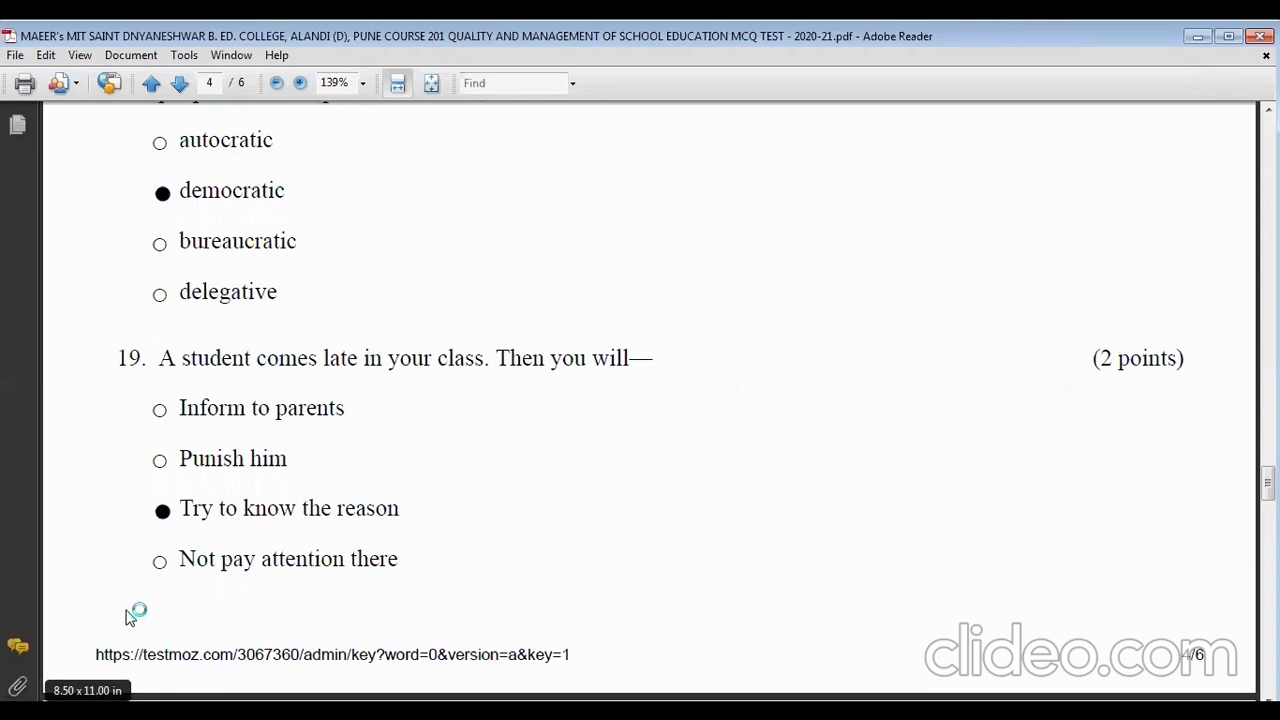 MAEER's MIT SAINT DNYANESHWAR B. ED. COLLEGE, ALANDI (D), PUNE COURSE 201 QUALITY AND MANAGEMENT OF SCHOOL EDUCATION MCQ TEST - 2020-21.pdf - Adobe Reader
File Edit View Document Tools Window Help
4 / 6 139% Find
autocratic
democratic
bureaucratic
delegative
19. A student comes late in your class. Then you will— (2 points)
Inform to parents
Punish him
Try to know the reason
Not pay attention there
https://testmoz.com/3067360/admin/key?word=0&version=a&key=1 4/6
clideo.com
8.50 x 11.00 in